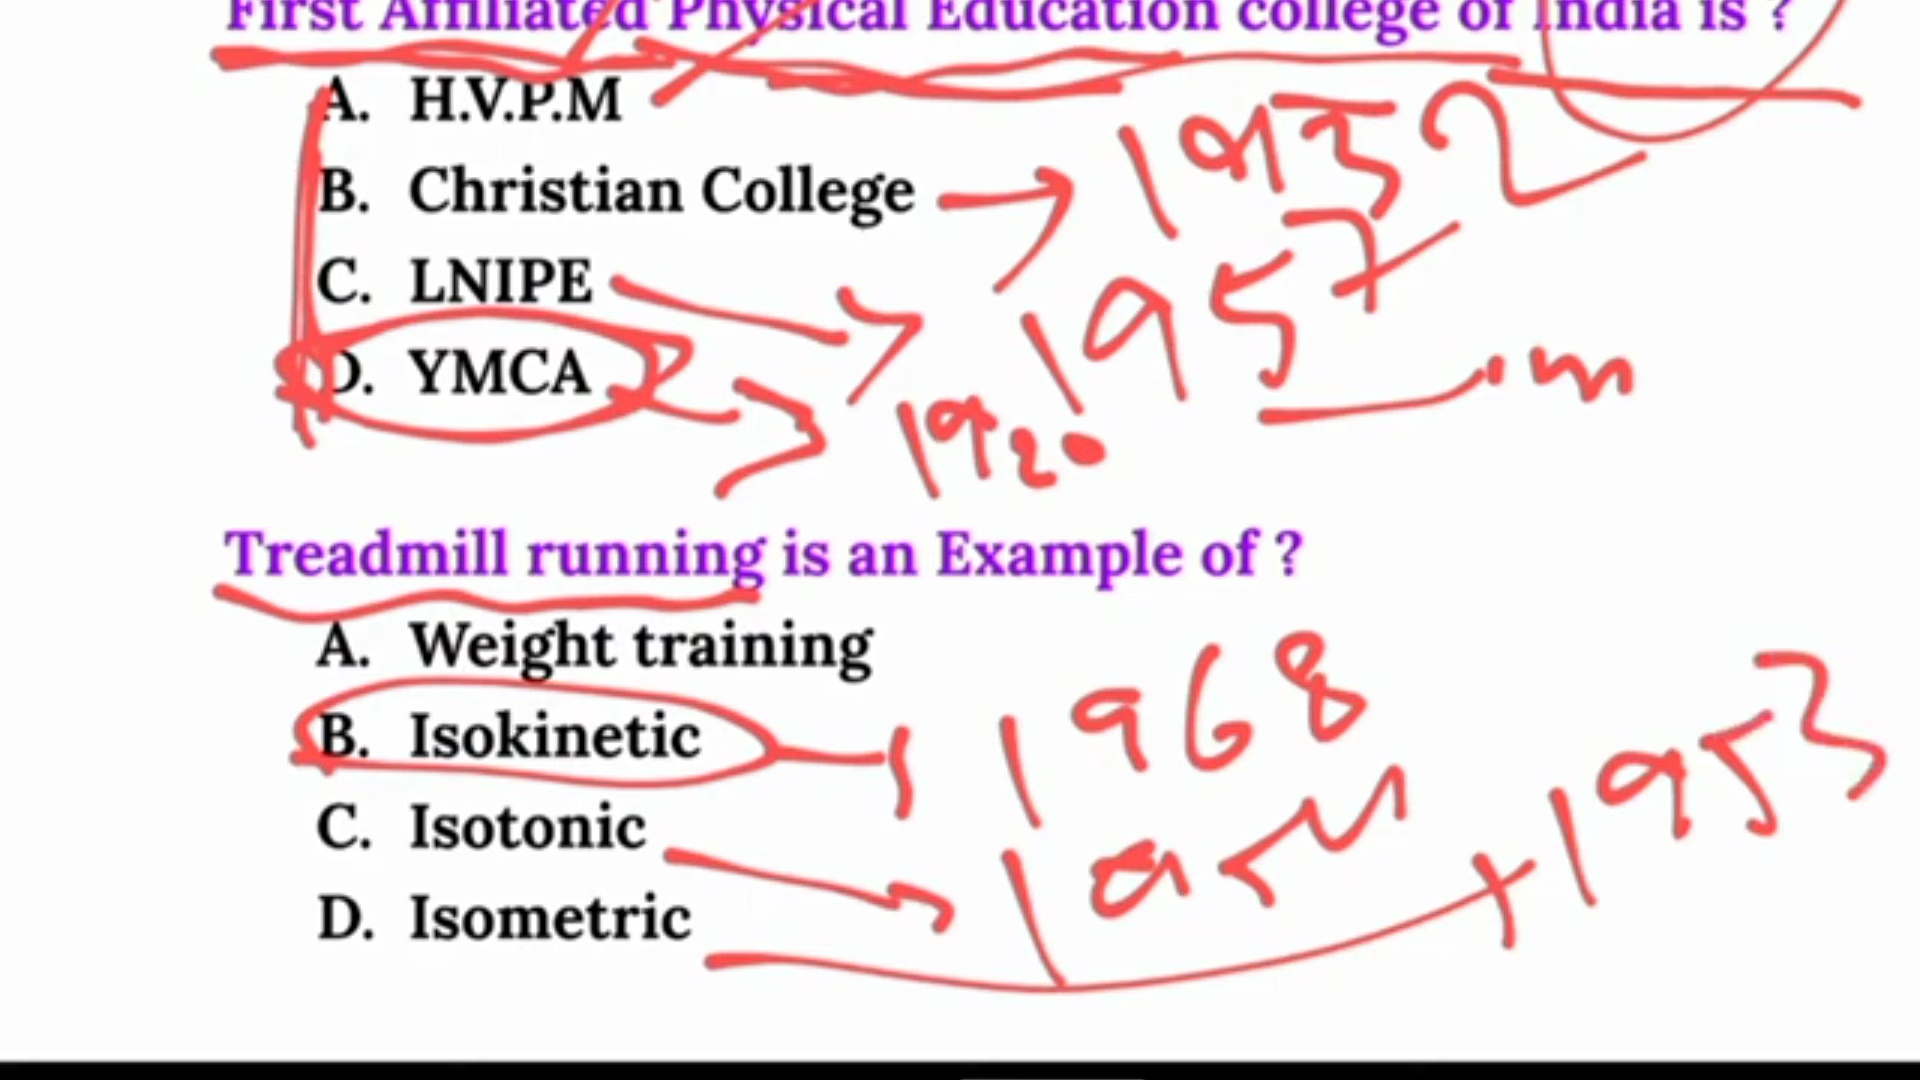 First Affiliated Physical Education college of India is ?
A. H.V.P.M
B. Christian College 1932
C. LNIPE 1957
D. YMCA 1920
Treadmill running is an Example of ?
A. Weight training
B. Isokinetic 1968
C. Isotonic
D. Isometric 1953